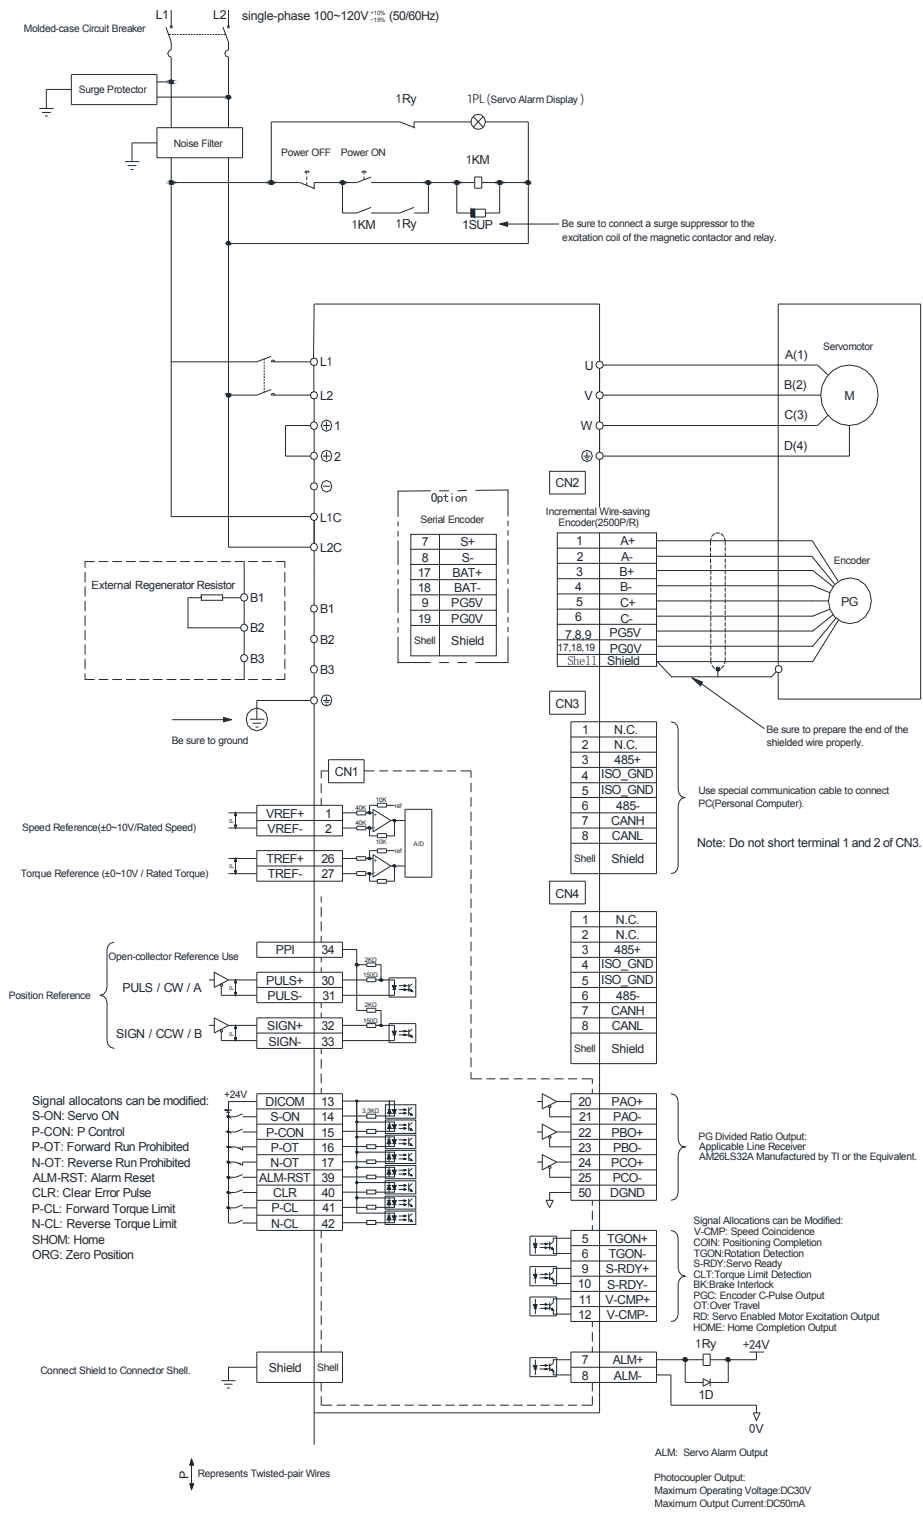 L1 L2 single-phase 100~120V +10% -15% (50/60Hz)
Molded-case Circuit Breaker
Surge Protector
Noise Filter
1Ry 1PL (Servo Alarm Display )
Power OFF Power ON 1KM
1KM 1Ry 1SUP
Be sure to connect a surge suppressor to the
excitation coil of the magnetic contactor and relay.
L1
L2
1
2
L1C
L2C
B1
B2
B3
External Regenerator Resistor
B1
B2
B3
Be sure to ground
U
V
W
A(1)
B(2)
C(3)
D(4)
Servomotor
M
Option
Serial Encoder
7 S+
8 S-
17 BAT+
18 BAT-
9 PG5V
19 PG0V
Shell Shield
CN2
Incremental Wire-saving
Encoder(2500P/R)
1 A+
2 A-
3 B+
4 B-
5 C+
6 C-
7,8,9 PG5V
17,18,19 PG0V
Shell Shield
Encoder
PG
Be sure to prepare the end of the
shielded wire properly.
CN3
1 N.C.
2 N.C.
3 485+
4 ISO_GND
5 ISO_GND
6 485-
7 CANH
8 CANL
Shell Shield
Use special communication cable to connect
PC(Personal Computer).
Note: Do not short terminal 1 and 2 of CN3.
CN4
1 N.C.
2 N.C.
3 485+
4 ISO_GND
5 ISO_GND
6 485-
7 CANH
8 CANL
Shell Shield
CN1
Speed Reference(±0~10V/Rated Speed)
P
VREF+ 1
VREF- 2
40K
40K
10K
ref
10K
A/D
Torque Reference (±0~10V / Rated Torque)
P
TREF+ 26
TREF- 27
ref
Position Reference
Open-collector Reference Use
PPI 34
PULS / CW / A
P
PULS+ 30
PULS- 31
2KΩ
150Ω
SIGN / CCW / B
P
SIGN+ 32
SIGN- 33
2KΩ
150Ω
Signal allocatons can be modified:
S-ON: Servo ON
P-CON: P Control
P-OT: Forward Run Prohibited
N-OT: Reverse Run Prohibited
ALM-RST: Alarm Reset
CLR: Clear Error Pulse
P-CL: Forward Torque Limit
N-CL: Reverse Torque Limit
SHOM: Home
ORG: Zero Position
+24V
DICOM 13
S-ON 14
P-CON 15
P-OT 16
N-OT 17
ALM-RST 39
CLR 40
P-CL 41
N-CL 42
3.3KΩ
20 PAO+
21 PAO-
22 PBO+
23 PBO-
24 PCO+
25 PCO-
50 DGND
PG Divided Ratio Output:
Applicable Line Receiver
AM26LS32A Manufactured by TI or the Equivalent.
5 TGON+
6 TGON-
9 S-RDY+
10 S-RDY-
11 V-CMP+
12 V-CMP-
Signal Allocations can be Modified:
V-CMP: Speed Coincidence
COIN: Positioning Completion
TGON:Rotation Detection
S-RDY:Servo Ready
CLT:Torque Limit Detection
BK:Brake Interlock
PGC: Encoder C-Pulse Output
OT:Over Travel
RD: Servo Enabled Motor Excitation Output
HOME: Home Completion Output
Connect Shield to Connector Shell.
Shield Shell
7 ALM+
8 ALM-
1Ry
+24V
1D
0V
ALM: Servo Alarm Output
P Represents Twisted-pair Wires
Photocoupler Output:
Maximum Operating Voltage:DC30V
Maximum Output Current:DC50mA